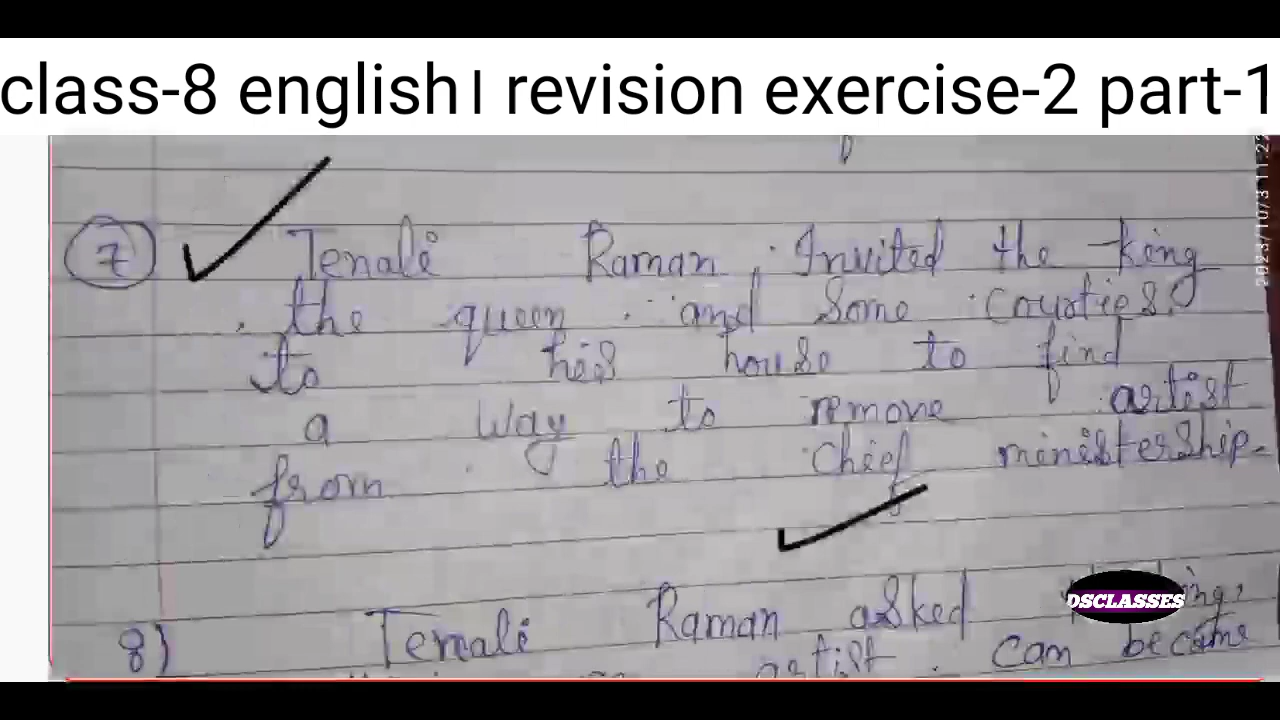 class-8 english। revision exercise-2 part-1
7 Tenali Raman, Invited the king
the queen and some courties.
to his house to find
a way to remove artist
from the chief ministership.
8) Tenali Raman asked
artist can become
DSCLASSES